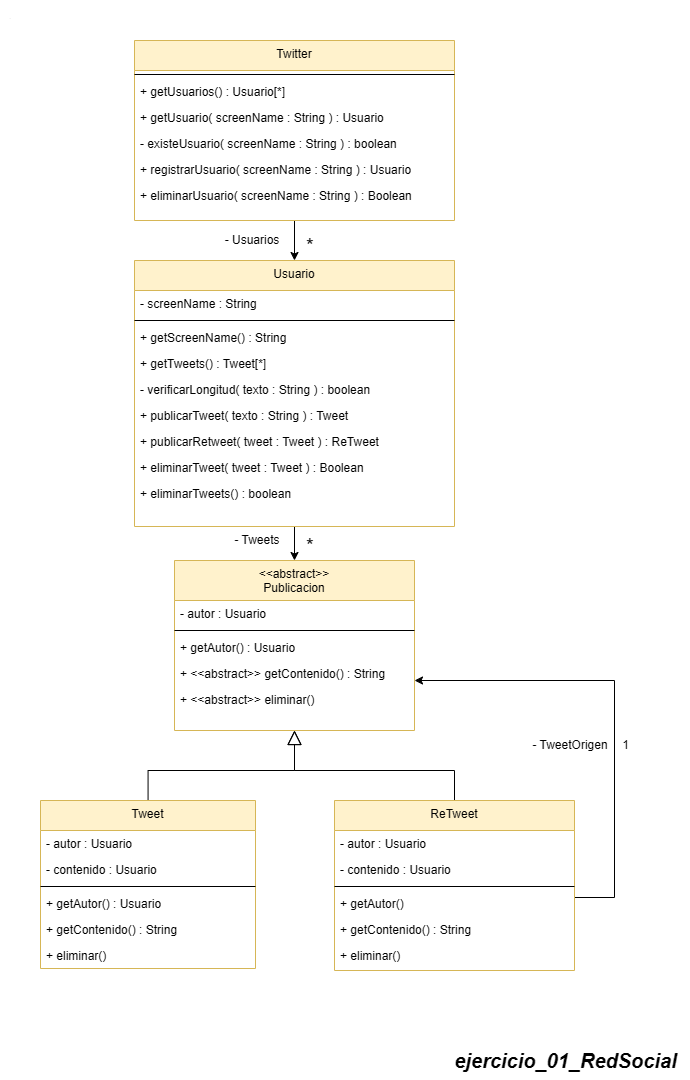 Twitter
+ getUsuarios() : Usuario[*]
+ getUsuario( screenName : String ) : Usuario
- existeUsuario( screenName : String ) : boolean
+ registrarUsuario( screenName : String ) : Usuario
+ eliminarUsuario( screenName : String ) : Boolean
- Usuarios *
Usuario
- screenName : String
+ getScreenName() : String
+ getTweets() : Tweet[*]
- verificarLongitud( texto : String ) : boolean
+ publicarTweet( texto : String ) : Tweet
+ publicarRetweet( tweet : Tweet ) : ReTweet
+ eliminarTweet( tweet : Tweet ) : Boolean
+ eliminarTweets() : boolean
- Tweets *
<<abstract>>
Publicacion
- autor : Usuario
+ getAutor() : Usuario
+ <<abstract>> getContenido() : String
+ <<abstract>> eliminar()
- TweetOrigen 1
Tweet
- autor : Usuario
- contenido : Usuario
+ getAutor() : Usuario
+ getContenido() : String
+ eliminar()
ReTweet
- autor : Usuario
- contenido : Usuario
+ getAutor()
+ getContenido() : String
+ eliminar()
ejercicio_01_RedSocial